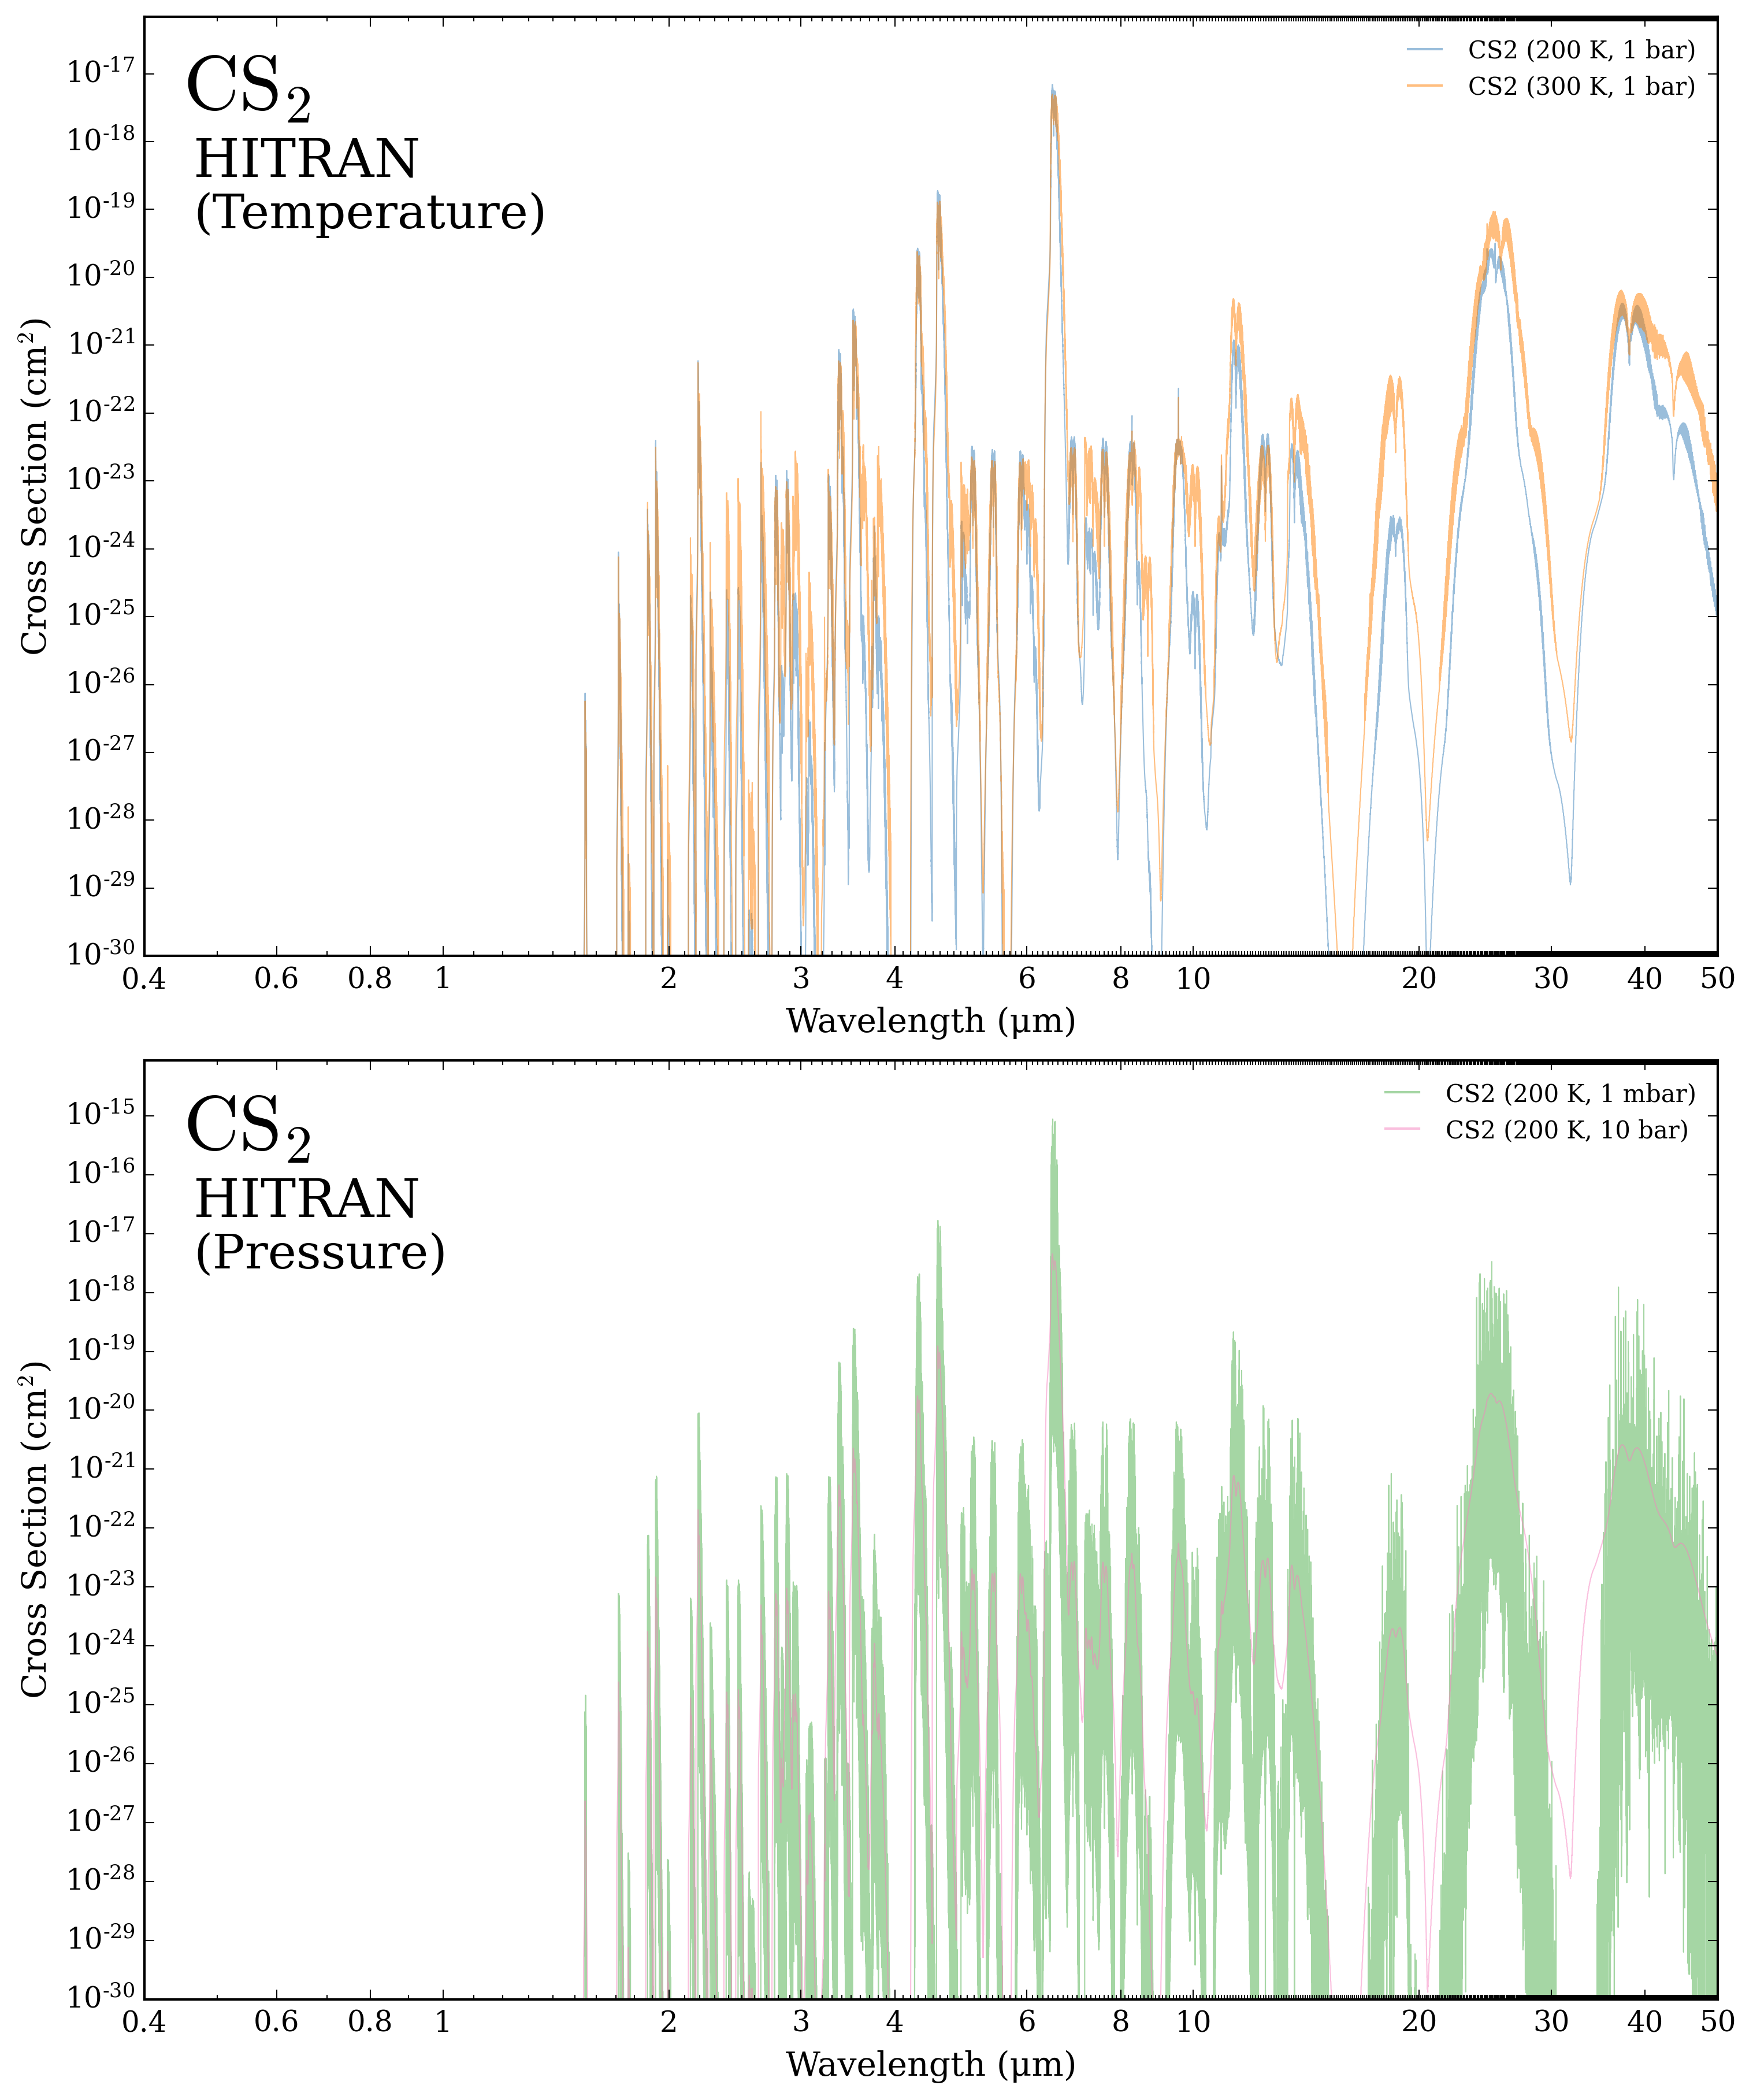 CS₂
HITRAN
(Temperature)
CS2 (200 K, 1 bar)
CS2 (300 K, 1 bar)
Cross Section (cm²)
10⁻¹⁷
10⁻¹⁸
10⁻¹⁹
10⁻²⁰
10⁻²¹
10⁻²²
10⁻²³
10⁻²⁴
10⁻²⁵
10⁻²⁶
10⁻²⁷
10⁻²⁸
10⁻²⁹
10⁻³⁰
0.4 0.6 0.8 1 2 3 4 6 8 10 20 30 40 50
Wavelength (μm)
CS₂
HITRAN
(Pressure)
CS2 (200 K, 1 mbar)
CS2 (200 K, 10 bar)
Cross Section (cm²)
10⁻¹⁵
10⁻¹⁶
10⁻¹⁷
10⁻¹⁸
10⁻¹⁹
10⁻²⁰
10⁻²¹
10⁻²²
10⁻²³
10⁻²⁴
10⁻²⁵
10⁻²⁶
10⁻²⁷
10⁻²⁸
10⁻²⁹
10⁻³⁰
0.4 0.6 0.8 1 2 3 4 6 8 10 20 30 40 50
Wavelength (μm)